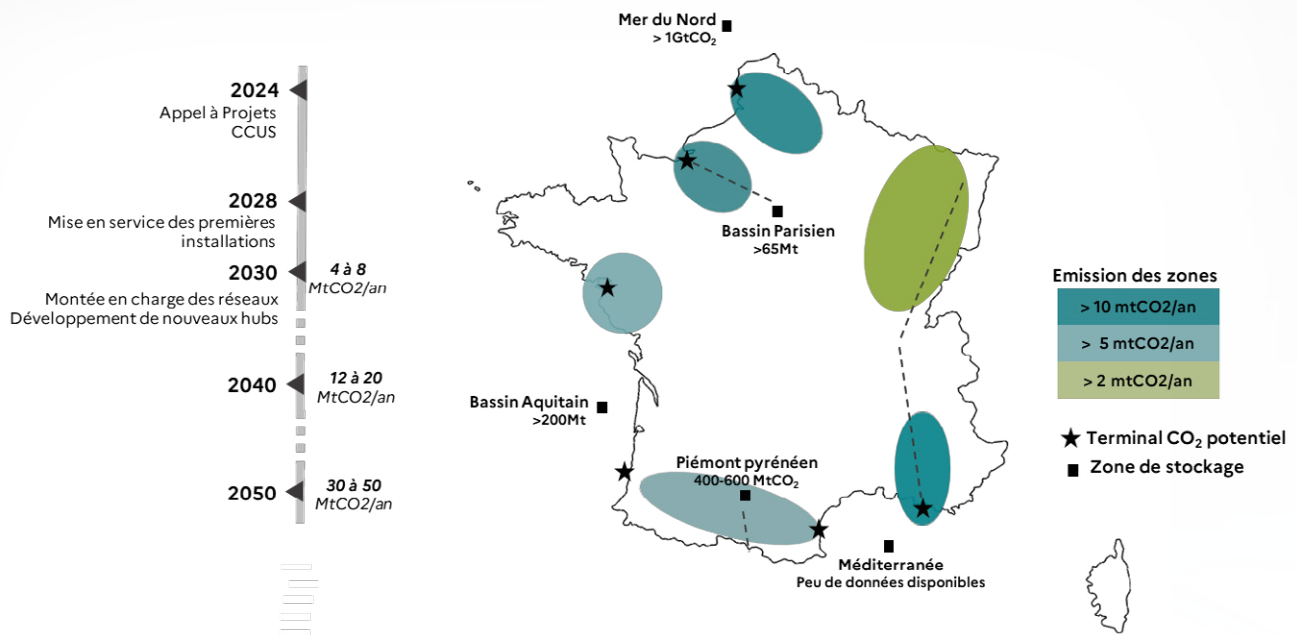 2024
Appel à Projets
CCUS
2028
Mise en service des premières
installations
2030
4 à 8
MtCO2/an
Montée en charge des réseaux
Développement de nouveaux hubs
2040
12 à 20
MtCO2/an
2050
30 à 50
MtCO2/an
Mer du Nord
> 1GtCO₂
Bassin Parisien
>65Mt
Bassin Aquitain
>200Mt
Piémont pyrénéen
400-600 MtCO₂
Méditerranée
Peu de données disponibles
Emission des zones
> 10 mtCO2/an
> 5 mtCO2/an
> 2 mtCO2/an
Terminal CO₂ potentiel
Zone de stockage